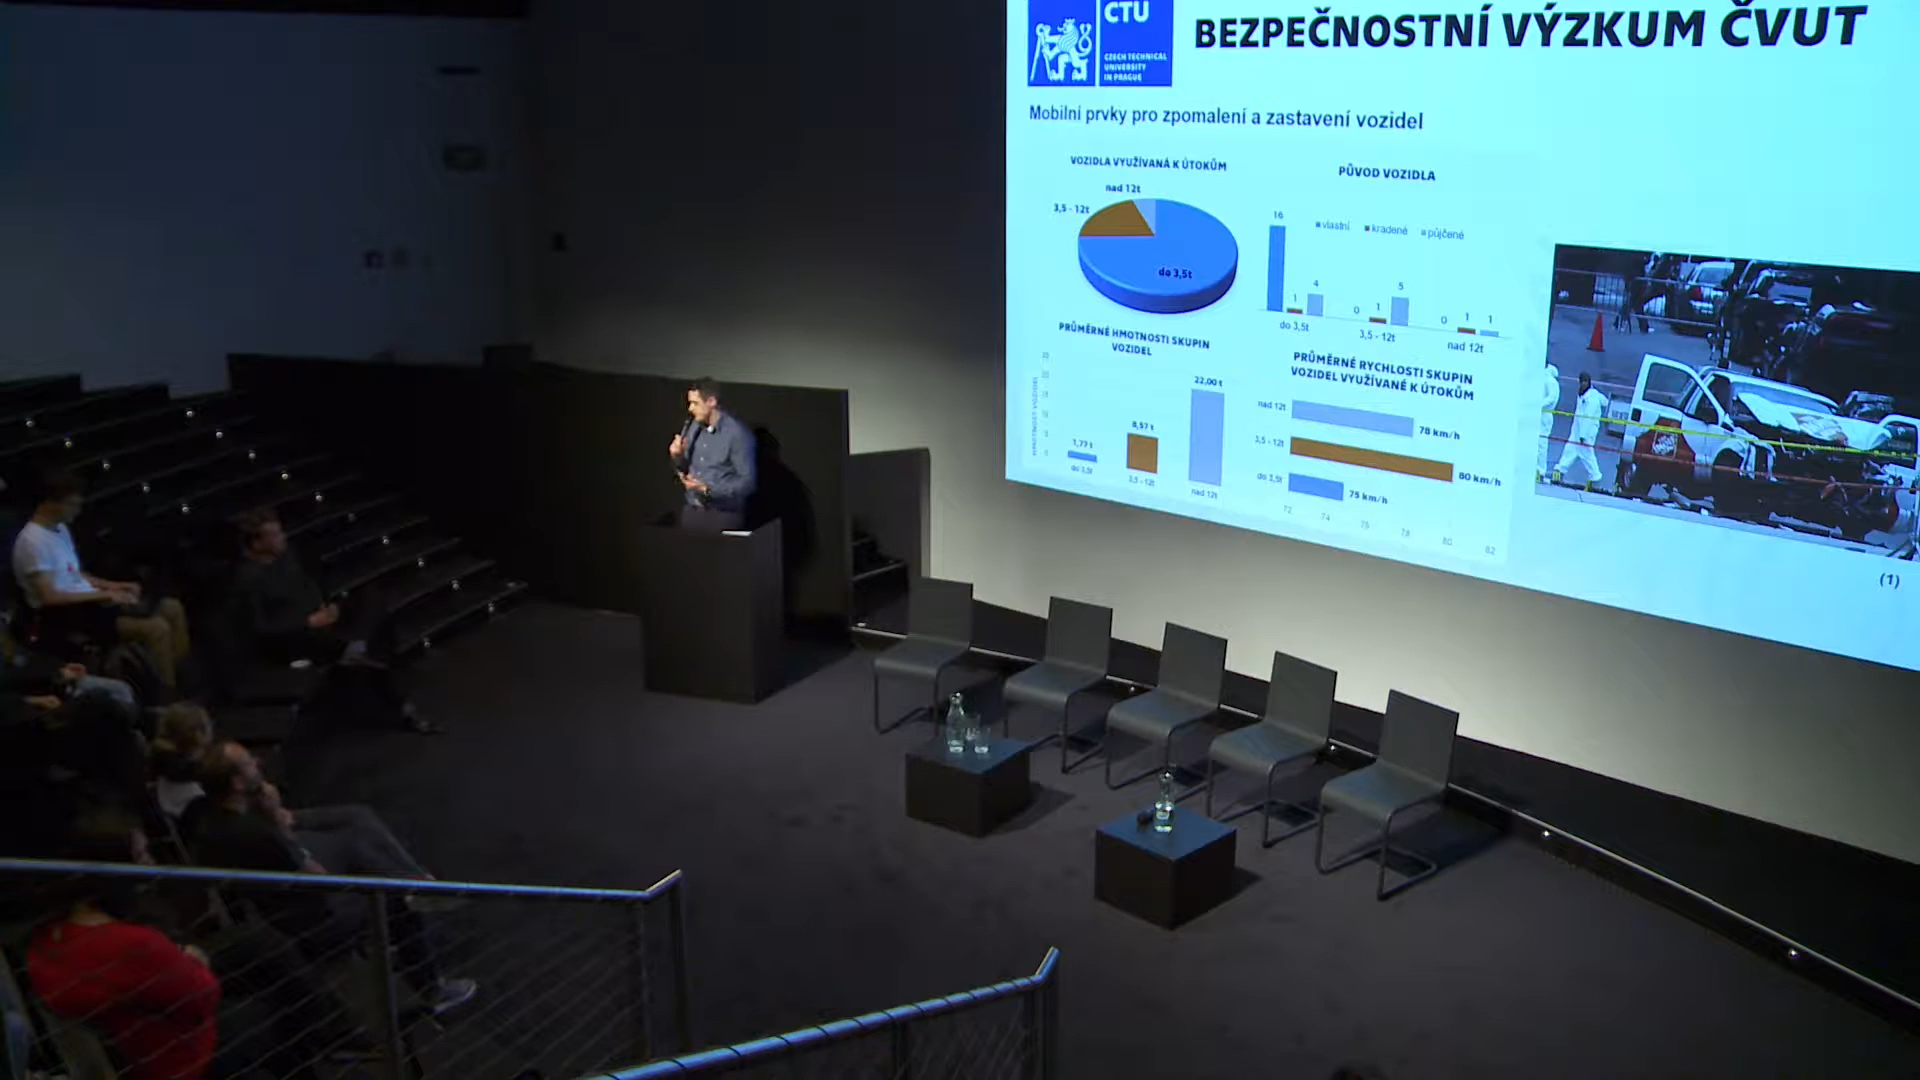 CTU
CZECH TECHNICAL
UNIVERSITY
IN PRAGUE
BEZPEČNOSTNÍ VÝZKUM ČVUT
Mobilní prvky pro zpomalení a zastavení vozidel
VOZIDLA VYUŽÍVANÁ K ÚTOKŮM
nad 12t
3,5 - 12t
do 3,5t
PŮVOD VOZIDLA
vlastní kradené půjčené
16
1
4
0
1
5
0
1
1
do 3,5t
3,5 - 12t
nad 12t
PRŮMĚRNÉ HMOTNOSTI SKUPIN
VOZIDEL
1,77 t
8,57 t
22,00 t
do 3,5t
3,5 - 12t
nad 12t
PRŮMĚRNÉ RYCHLOSTI SKUPIN
VOZIDEL VYUŽÍVANÉ K ÚTOKŮM
nad 12t
78 km/h
3,5 - 12t
80 km/h
do 3,5t
75 km/h
72 74 76 78 80 82
(1)